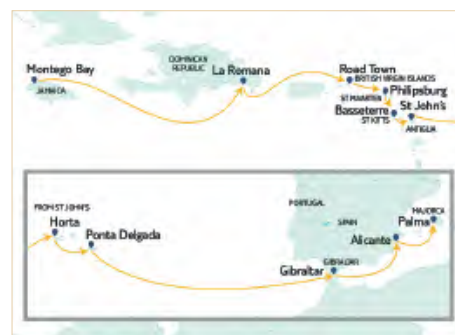 Montego Bay
JAMAICA
DOMINICAN
REPUBLIC
La Romana
Road Town
BRITISH VIRGIN ISLANDS
Philipsburg
ST MAARTEN
Basseterre
ST KITTS
St John's
ANTIGUA
FROM ST JOHN'S
Horta
Ponta Delgada
PORTUGAL
SPAIN
GIBRALTAR
Gibraltar
Alicante
MAJORCA
Palma